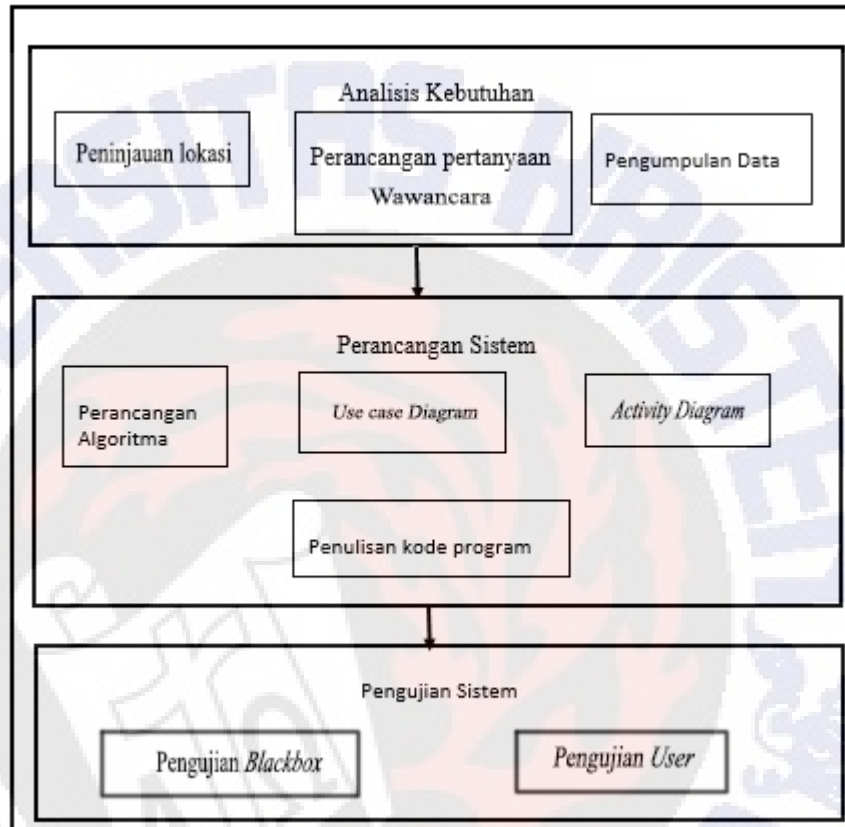 Analisis Kebutuhan
Peninjauan lokasi
Perancangan pertanyaan
Wawancara
Pengumpulan Data
Perancangan Sistem
Perancangan
Algoritma
Use case Diagram
Activity Diagram
Penulisan kode program
Pengujian Sistem
Pengujian Blackbox
Pengujian User